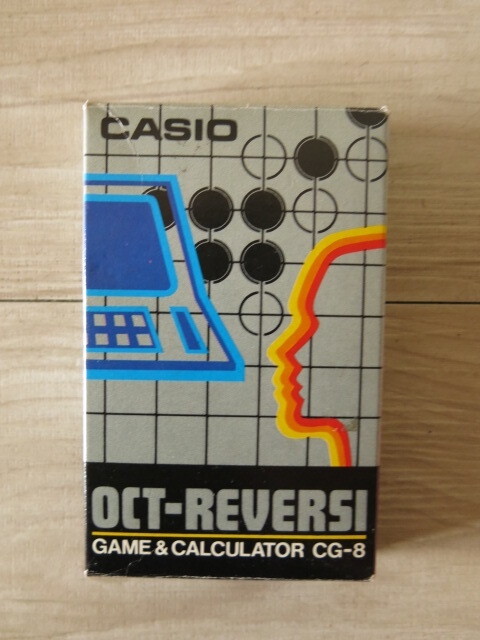 CASIO
OCT-REVERSI
GAME & CALCULATOR CG-8